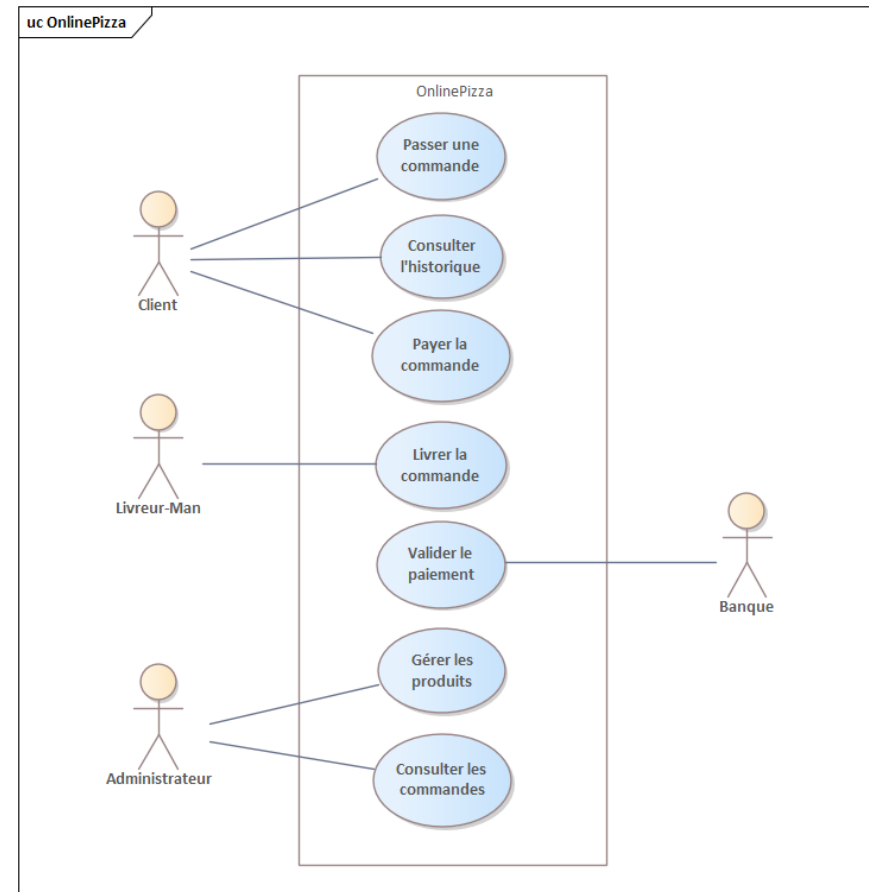 uc OnlinePizza
OnlinePizza
Passer une
commande
Consulter
l'historique
Client
Payer la
commande
Livrer la
commande
Livreur-Man
Valider le
paiement
Banque
Gérer les
produits
Administrateur
Consulter les
commandes